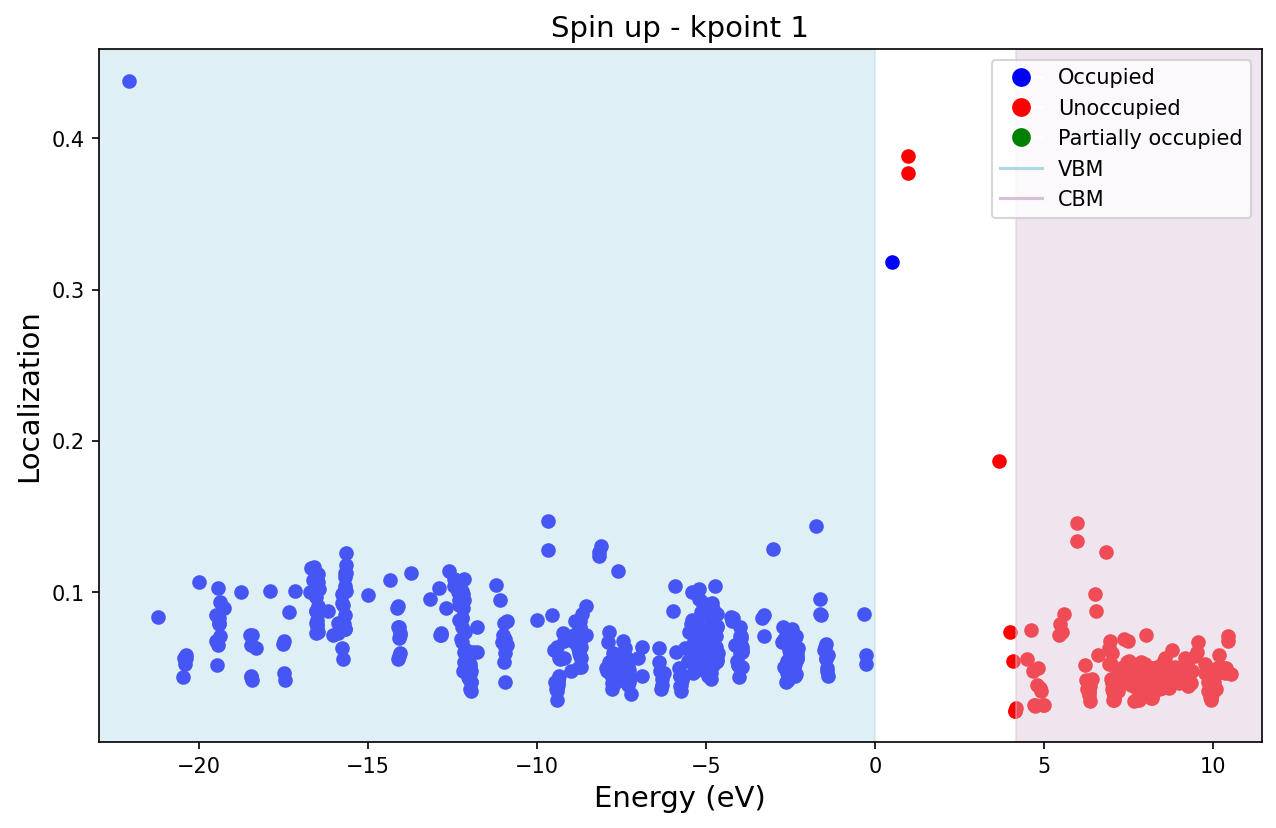 Spin up - kpoint 1
Localization
0.4
0.3
0.2
0.1
Occupied
Unoccupied
Partially occupied
VBM
CBM
−20
−15
−10
−5
0
5
10
Energy (eV)